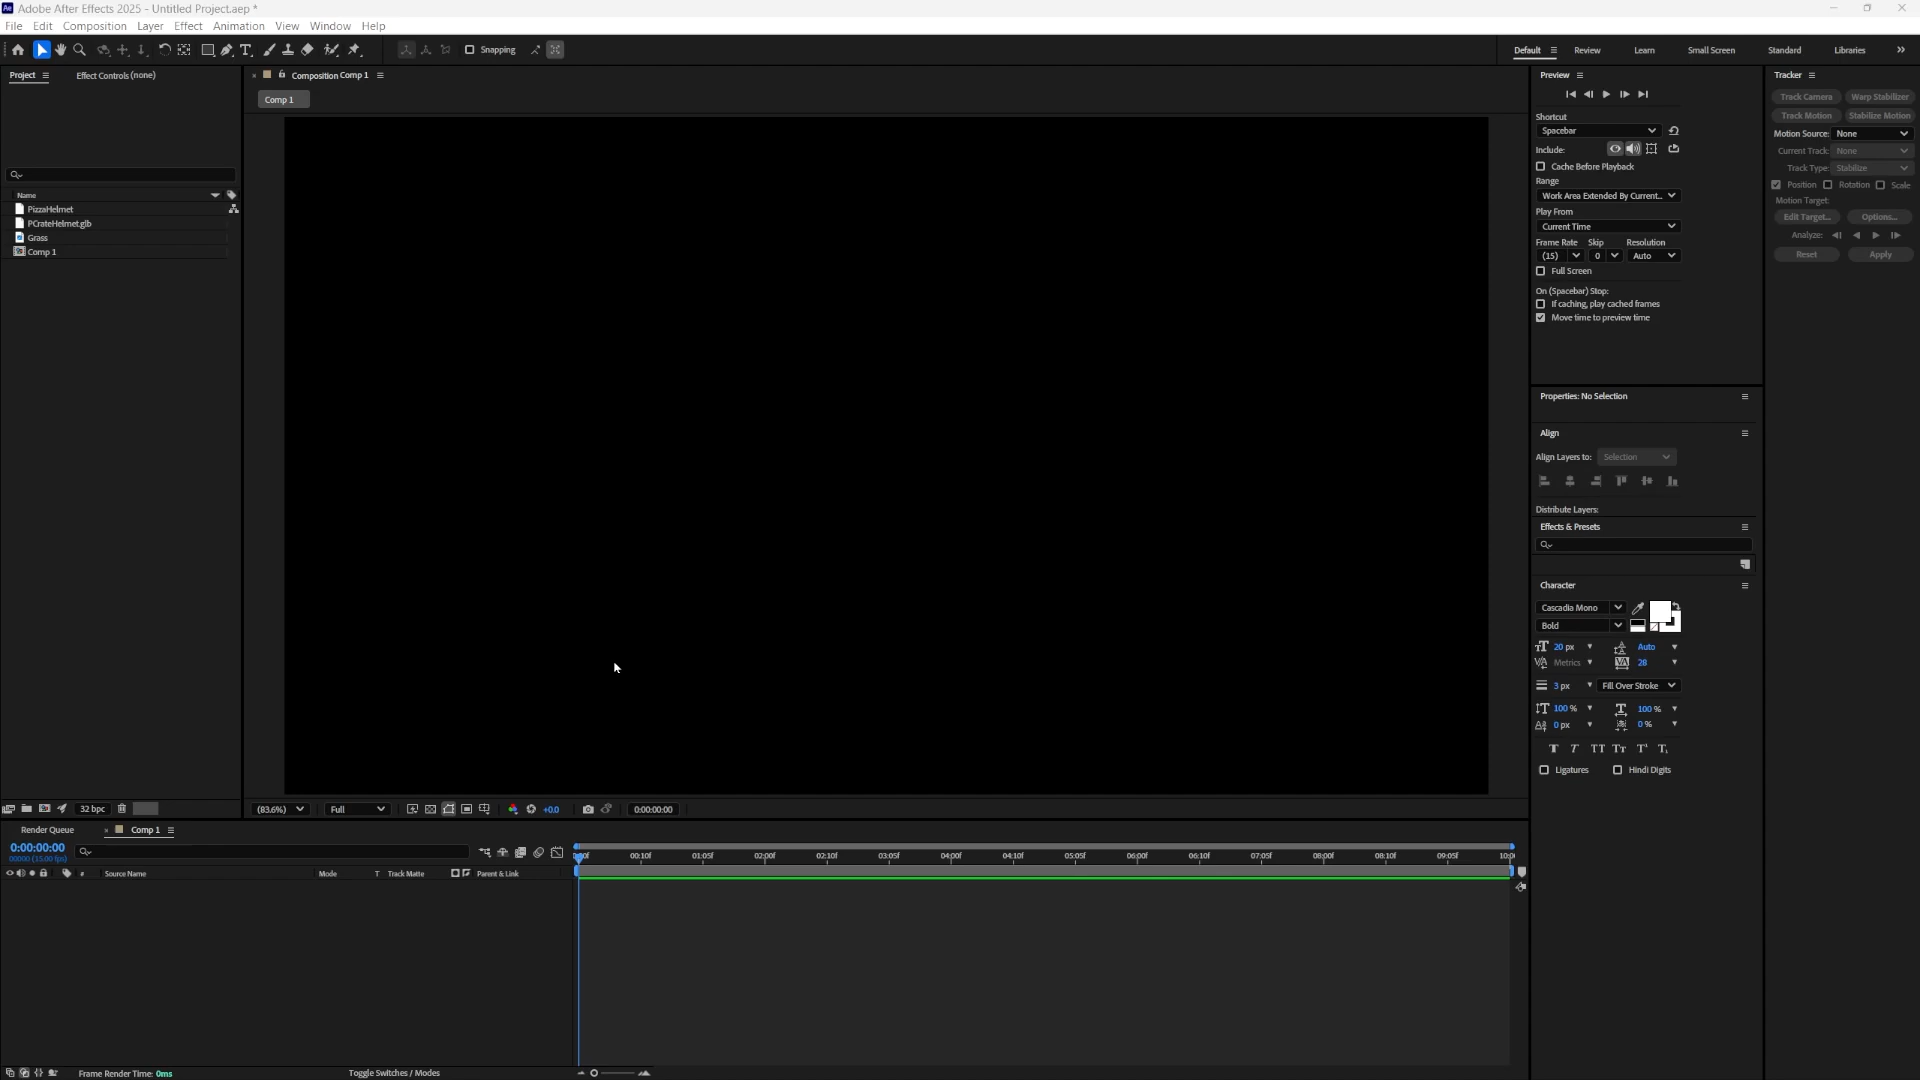 Adobe After Effects 2025 - Untitled Project.aep *
File Edit Composition Layer Effect Animation View Window Help
Snapping
Default Review Learn Small Screen Standard Libraries
Project Effect Controls (none)
Composition Comp 1
Comp 1
Name
PizzaHelmet
PCrateHelmet.glb
Grass
Comp 1
32 bpc
(83.6%) Full +0.0 0:00:00:00
Preview
Shortcut
Spacebar
Include:
Cache Before Playback
Range
Work Area Extended By Current...
Play From
Current Time
Frame Rate Skip Resolution
(15) 0 Auto
Full Screen
On (Spacebar) Stop:
If caching, play cached frames
Move time to preview time
Tracker
Track Camera Warp Stabilizer
Track Motion Stabilize Motion
Motion Source: None
Current Track: None
Track Type: Stabilize
Position Rotation Scale
Motion Target:
Edit Target... Options...
Analyze:
Reset Apply
Properties: No Selection
Align
Align Layers to: Selection
Distribute Layers:
Effects & Presets
Character
Cascadia Mono
Bold
20 px Auto
Metrics 28
3 px Fill Over Stroke
100 % 100 %
0 px 0 %
T T TT Tr T¹ T₁
Ligatures Hindi Digits
Render Queue Comp 1
0:00:00:00
00000 (15.00 fps)
00:10f 01:05f 02:00f 02:10f 03:05f 04:00f 04:10f 05:05f 06:00f 06:10f 07:05f 08:00f 08:10f 09:05f
# Source Name Mode T Track Matte Parent & Link
Frame Render Time: 0ms
Toggle Switches / Modes